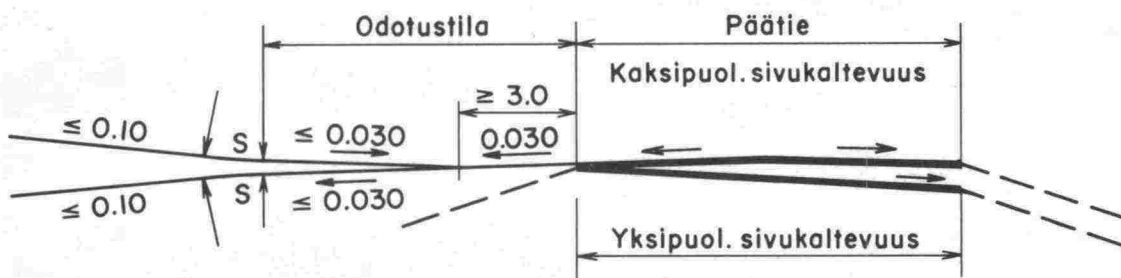 Odotustila
Päätie
Kaksipuol. sivukaltevuus
≥ 3.0
≤ 0.10
S
≤ 0.030
0.030
≤ 0.10
S
≤ 0.030
Yksipuol. sivukaltevuus